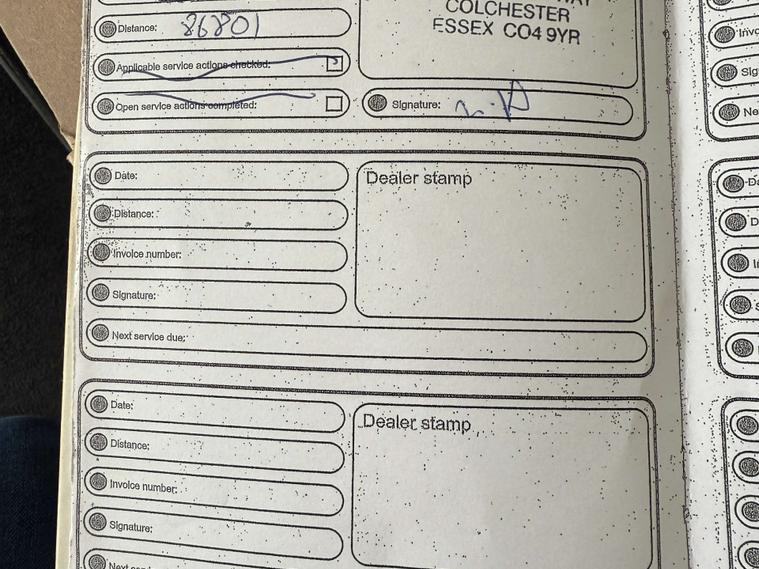 COLCHESTER
ESSEX CO4 9YR
Distance: 86801
Applicable service actions checked:
Open service actions completed:
Signature:
Date:
Distance:
Invoice number:
Signature:
Next service due:
Dealer stamp
Date:
Distance:
Invoice number:
Signature:
Dealer stamp